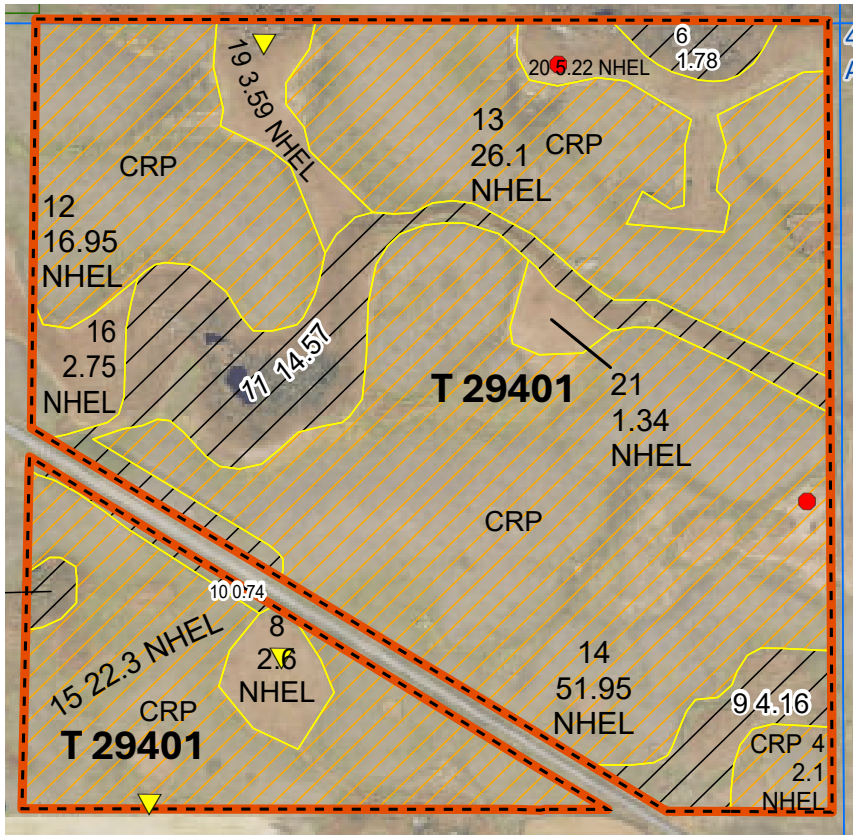 6
1.78
4
A
19 3.59 NHEL
20 5.22 NHEL
13
26.1
NHEL
CRP
CRP
12
16.95
NHEL
16
2.75
NHEL
11 14.57
T 29401
21
1.34
NHEL
CRP
10 0.74
8
2.6
NHEL
15 22.3 NHEL
CRP
T 29401
14
51.95
NHEL
9 4.16
CRP 4
2.1
NHEL